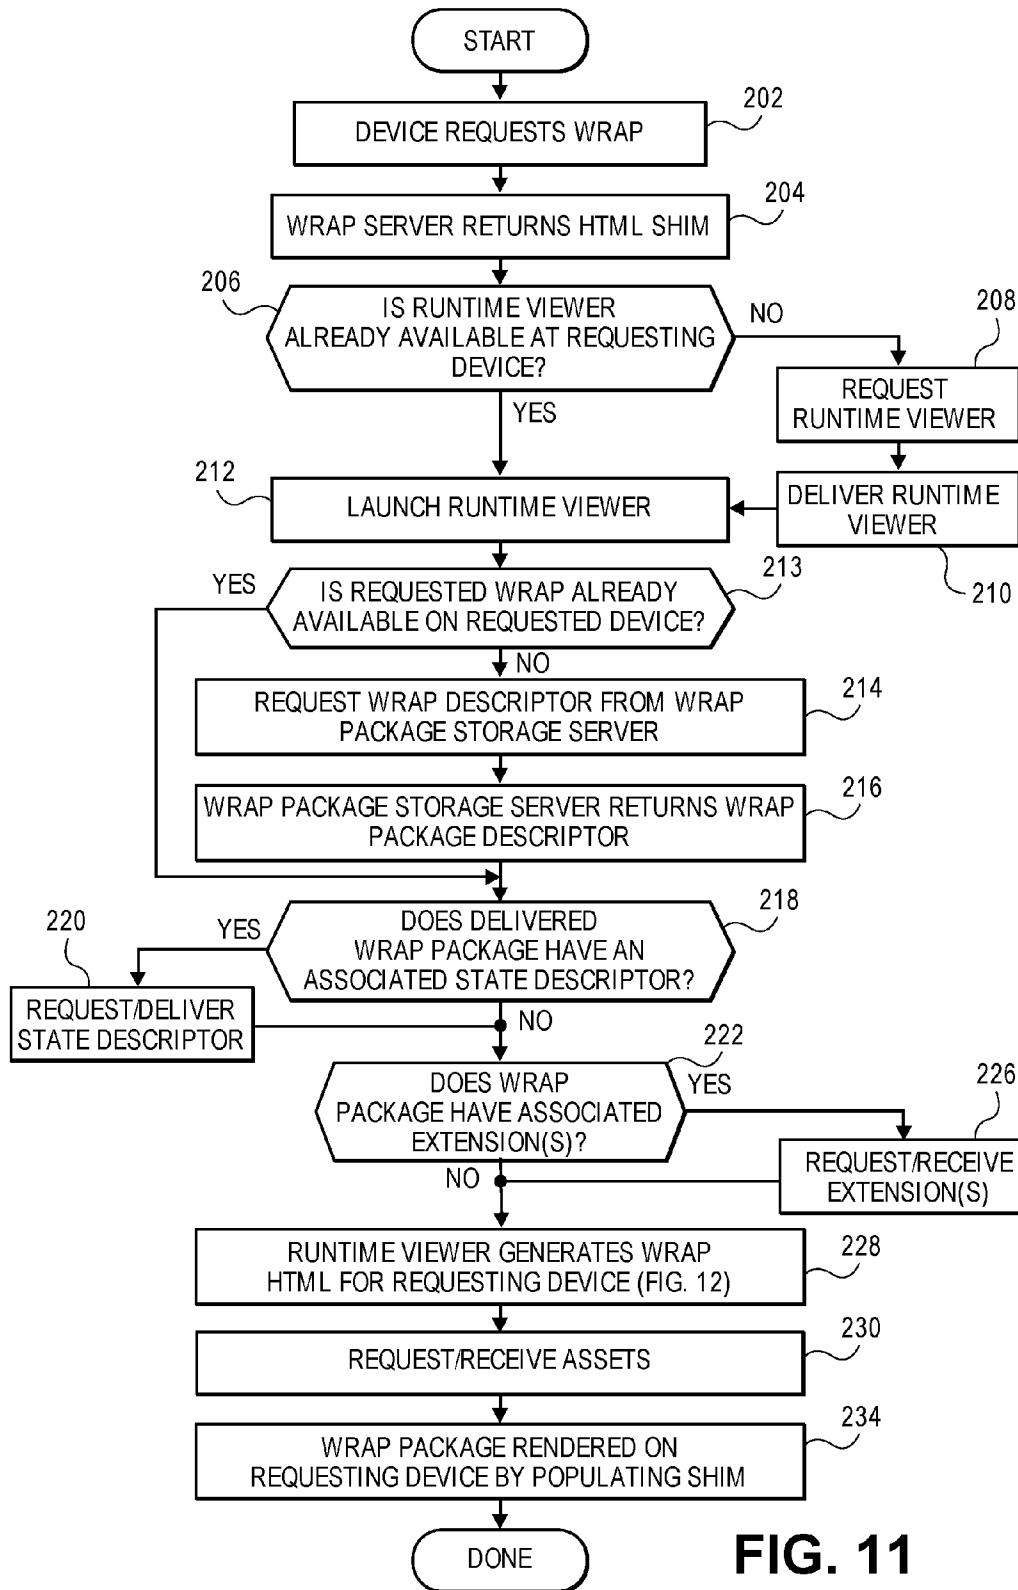 START
202
DEVICE REQUESTS WRAP
204
WRAP SERVER RETURNS HTML SHIM
206
IS RUNTIME VIEWER
ALREADY AVAILABLE AT REQUESTING
DEVICE?
NO
208
REQUEST
RUNTIME VIEWER
YES
212
LAUNCH RUNTIME VIEWER
DELIVER RUNTIME
VIEWER
210
YES
213
IS REQUESTED WRAP ALREADY
AVAILABLE ON REQUESTED DEVICE?
NO
REQUEST WRAP DESCRIPTOR FROM WRAP
PACKAGE STORAGE SERVER
214
WRAP PACKAGE STORAGE SERVER RETURNS WRAP
PACKAGE DESCRIPTOR
216
218
DOES DELIVERED
WRAP PACKAGE HAVE AN
ASSOCIATED STATE DESCRIPTOR?
YES
220
REQUEST/DELIVER
STATE DESCRIPTOR
NO
222
DOES WRAP
PACKAGE HAVE ASSOCIATED
EXTENSION(S)?
YES
226
REQUEST/RECEIVE
EXTENSION(S)
NO
RUNTIME VIEWER GENERATES WRAP
HTML FOR REQUESTING DEVICE (FIG. 12)
228
REQUEST/RECEIVE ASSETS
230
WRAP PACKAGE RENDERED ON
REQUESTING DEVICE BY POPULATING SHIM
234
DONE
FIG. 11